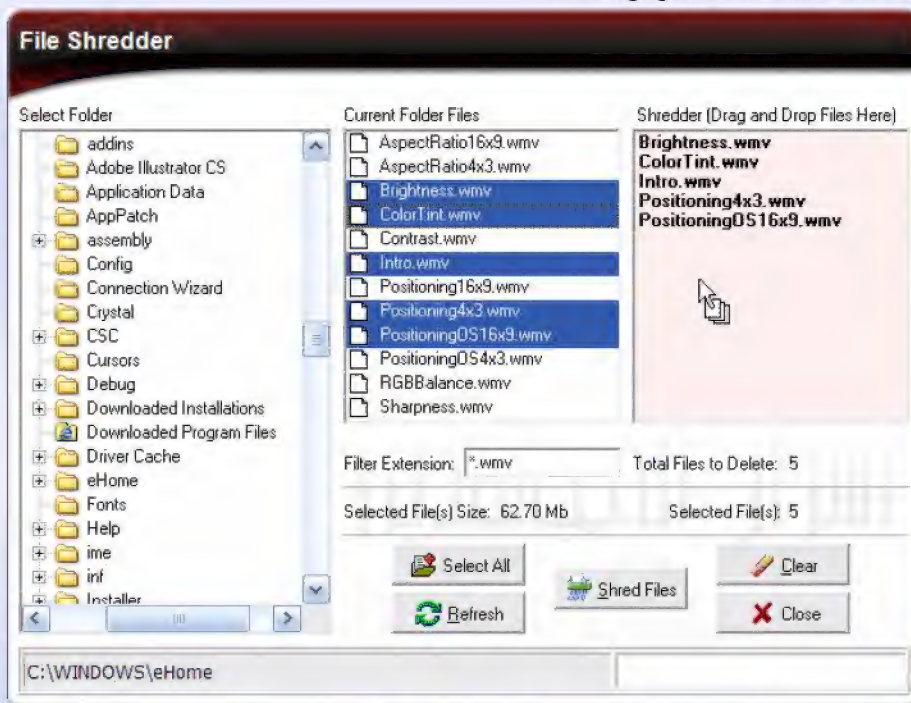 File Shredder
Select Folder
addins
Adobe Illustrator CS
Application Data
AppPatch
assembly
Config
Connection Wizard
Crystal
CSC
Cursors
Debug
Downloaded Installations
Downloaded Program Files
Driver Cache
eHome
Fonts
Help
ime
inf
Installer
Current Folder Files
AspectRatio16x9.wmv
AspectRatio4x3.wmv
Brightness.wmv
ColorTint.wmv
Contrast.wmv
Intro.wmv
Positioning16x9.wmv
Positioning4x3.wmv
PositioningOS16x9.wmv
PositioningOS4x3.wmv
RGBBalance.wmv
Sharpness.wmv
Shredder (Drag and Drop Files Here)
Brightness.wmv
ColorTint.wmv
Intro.wmv
Positioning4x3.wmv
PositioningOS16x9.wmv
Filter Extension: *.wmv
Total Files to Delete: 5
Selected File(s) Size: 62.70 Mb
Selected File(s): 5
Select All
Refresh
Shred Files
Clear
Close
C:\WINDOWS\eHome